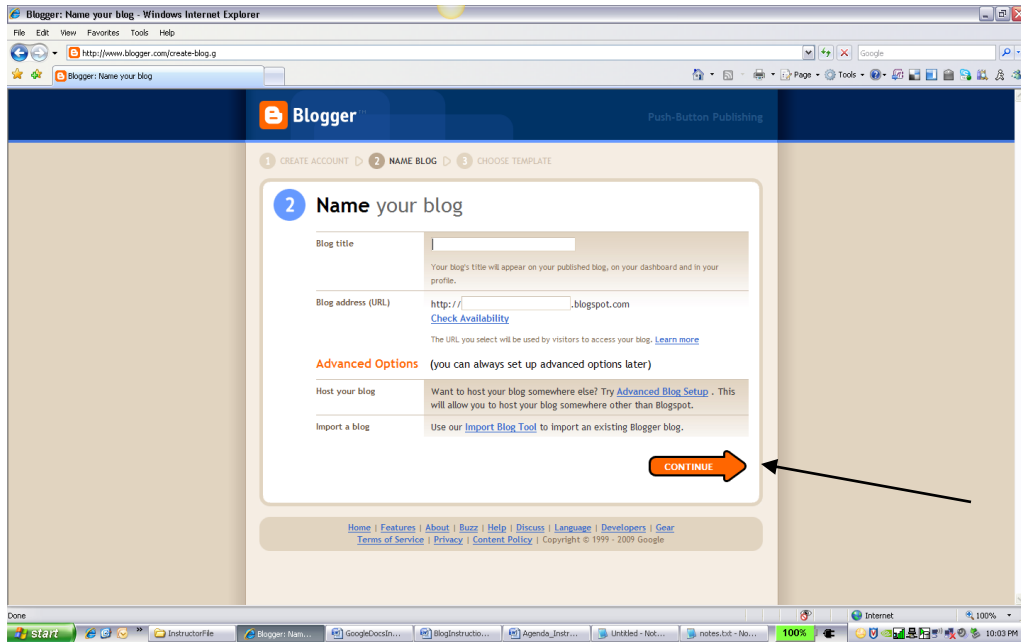 Blogger: Name your blog - Windows Internet Explorer
File Edit View Favorites Tools Help
http://www.blogger.com/create-blog.g
Google
Blogger: Name your blog
Page Tools
Blogger™
Push-Button Publishing
1 CREATE ACCOUNT 2 NAME BLOG 3 CHOOSE TEMPLATE
2 Name your blog
Blog title
Your blog's title will appear on your published blog, on your dashboard and in your
profile.
Blog address (URL)
http:// .blogspot.com
Check Availability
The URL you select will be used by visitors to access your blog. Learn more
Advanced Options (you can always set up advanced options later)
Host your blog
Want to host your blog somewhere else? Try Advanced Blog Setup . This
will allow you to host your blog somewhere other than Blogspot.
Import a blog
Use our Import Blog Tool to import an existing Blogger blog.
CONTINUE
Home | Features | About | Buzz | Help | Discuss | Language | Developers | Gear
Terms of Service | Privacy | Content Policy | Copyright © 1999 - 2009 Google
Done
Internet
100%
start
InstructorFile
Blogger: Nam...
GoogleDocsIn...
BlogInstructio...
Agenda_Instr...
Untitled - Not...
notes.txt - No...
100%
10:03 PM